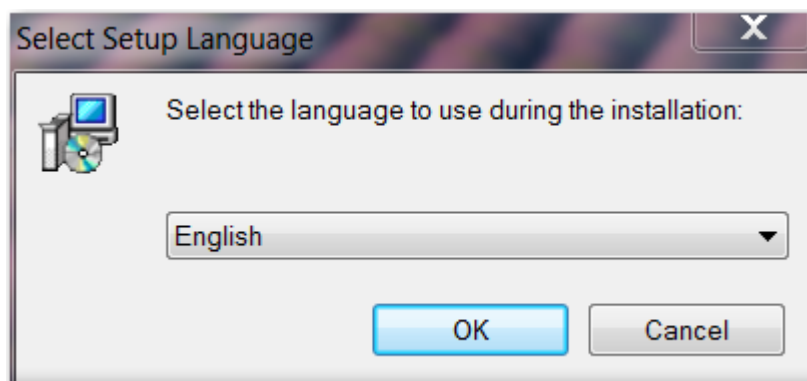 Select Setup Language
Select the language to use during the installation:
English
OK
Cancel